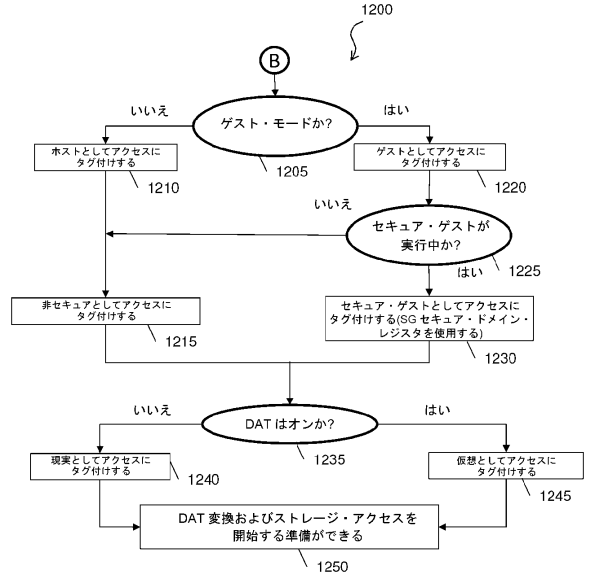 1200
B
いいえ
ゲスト・モードか?
はい
1205
ホストとしてアクセスに
タグ付けする
1210
ゲストとしてアクセスに
タグ付けする
1220
いいえ
セキュア・ゲストが
実行中か?
1225
はい
非セキュアとしてアクセスに
タグ付けする
1215
セキュア・ゲストとしてアクセスに
タグ付けする(SG セキュア・ドメイン・
レジスタを使用する)
1230
いいえ
DAT はオンか?
はい
1235
現実としてアクセスに
タグ付けする
1240
仮想としてアクセスに
タグ付けする
1245
DAT 変換およびストレージ・アクセスを
開始する準備ができる
1250